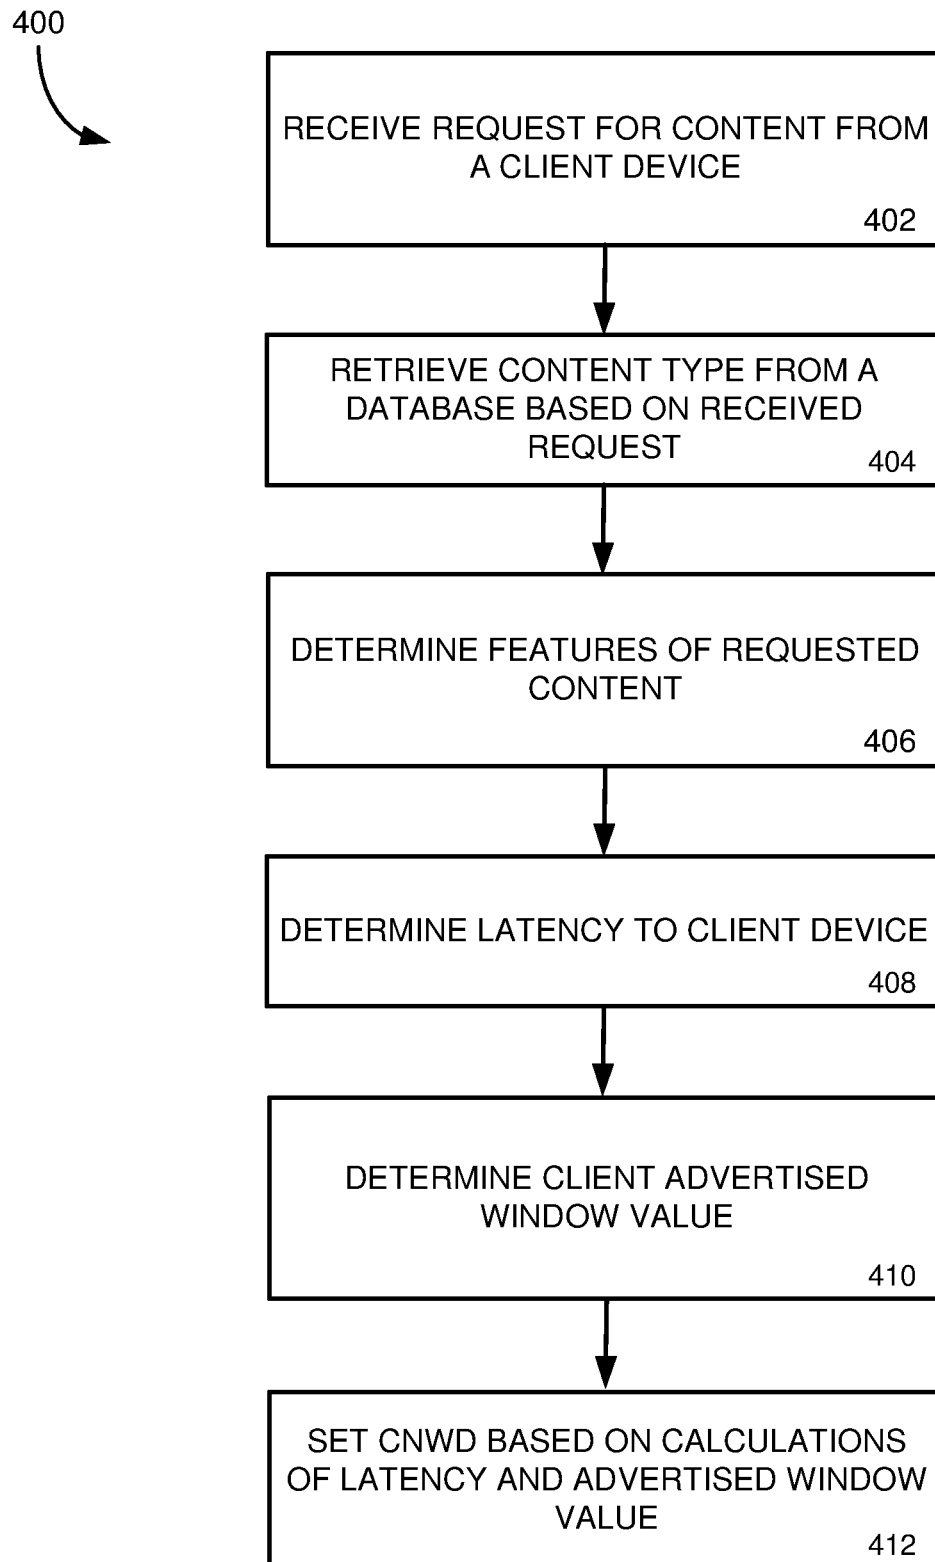 400
RECEIVE REQUEST FOR CONTENT FROM
A CLIENT DEVICE
402
RETRIEVE CONTENT TYPE FROM A
DATABASE BASED ON RECEIVED
REQUEST
404
DETERMINE FEATURES OF REQUESTED
CONTENT
406
DETERMINE LATENCY TO CLIENT DEVICE
408
DETERMINE CLIENT ADVERTISED
WINDOW VALUE
410
SET CNWD BASED ON CALCULATIONS
OF LATENCY AND ADVERTISED WINDOW
VALUE
412